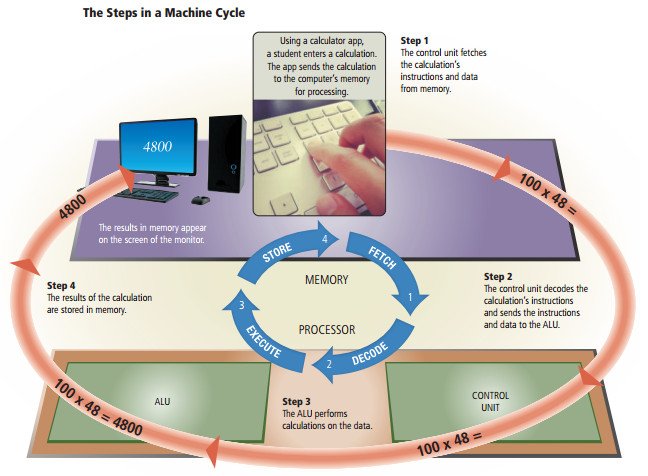 The Steps in a Machine Cycle
Using a calculator app,
a student enters a calculation.
The app sends the calculation
to the computer's memory
for processing.
Step 1
The control unit fetches
the calculation's
instructions and data
from memory.
4800
100 x 48 =
4800
The results in memory appear
on the screen of the monitor.
STORE
4
FETCH
MEMORY
1
Step 2
The control unit decodes the
calculation's instructions
and sends the instructions
and data to the ALU.
Step 4
The results of the calculation
are stored in memory.
3
PROCESSOR
EXECUTE
2
DECODE
100 x 48 = 4800
ALU
Step 3
The ALU performs
calculations on the data.
CONTROL
UNIT
100 x 48 =